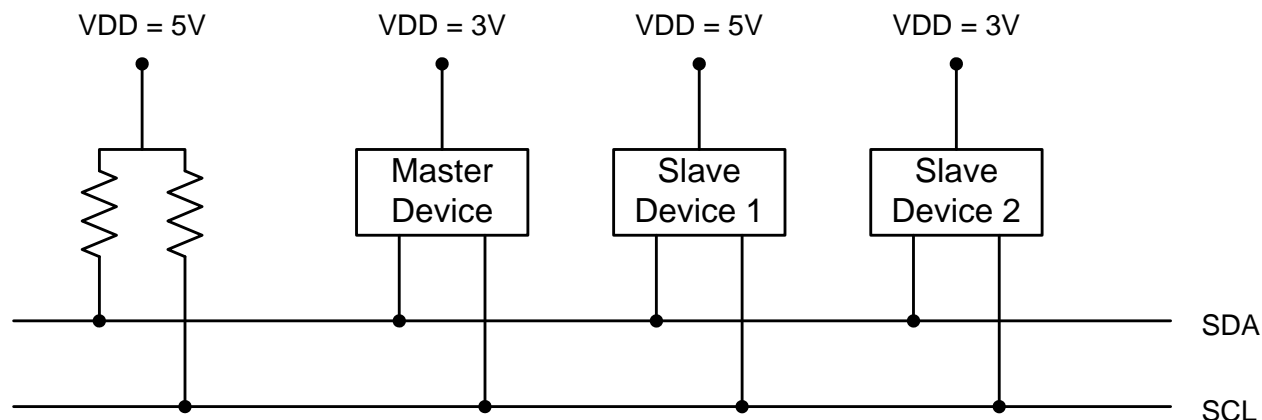 VDD = 5V
VDD = 3V
VDD = 5V
VDD = 3V
Master
Device
Slave
Device 1
Slave
Device 2
SDA
SCL